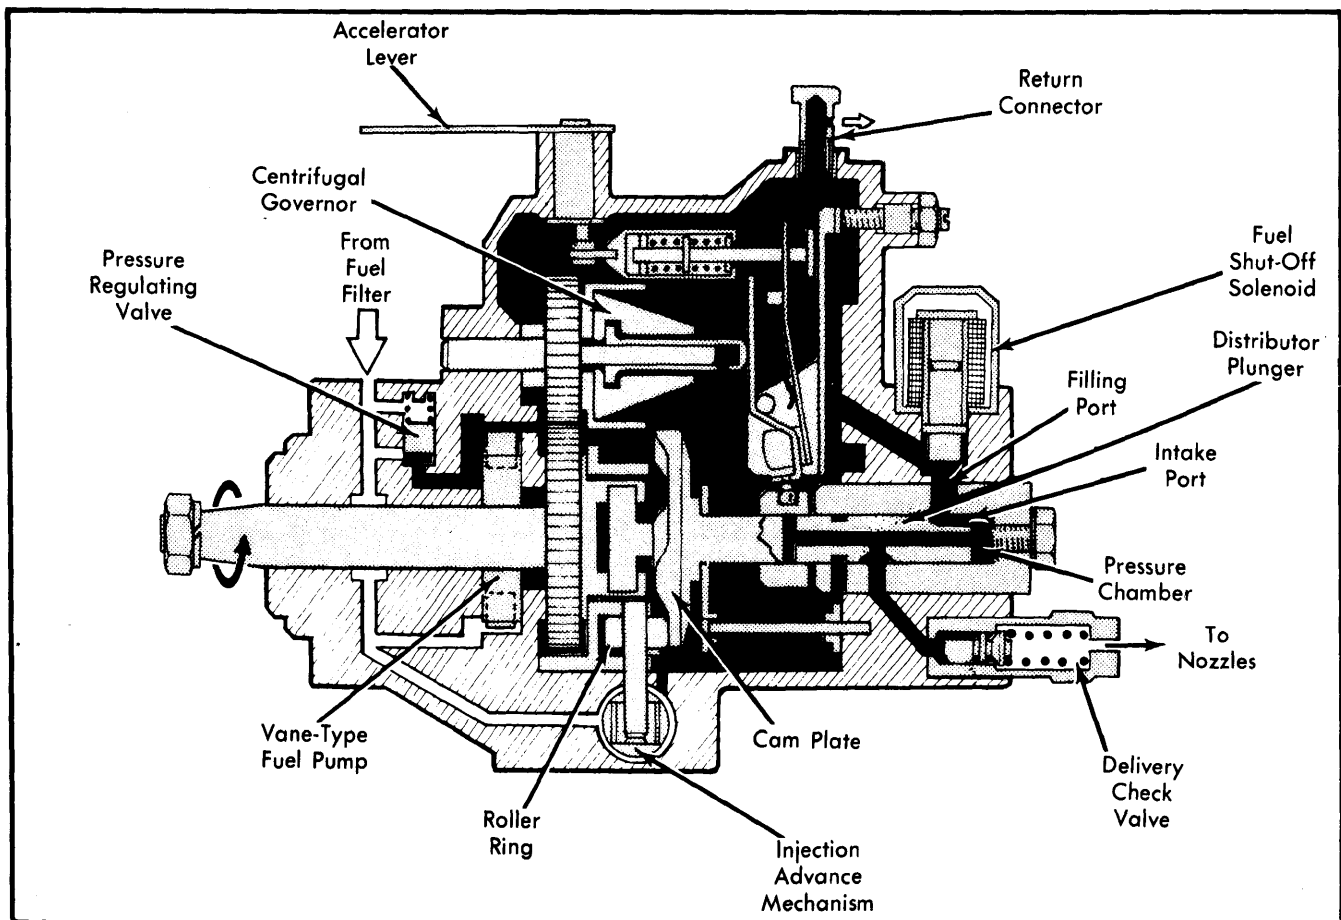 Accelerator
Lever
Return
Connector
Centrifugal
Governor
From
Fuel
Filter
Pressure
Regulating
Valve
Fuel
Shut-Off
Solenoid
Distributor
Plunger
Filling
Port
Intake
Port
Pressure
Chamber
To
Nozzles
Vane-Type
Fuel Pump
Cam Plate
Delivery
Check
Valve
Roller
Ring
Injection
Advance
Mechanism